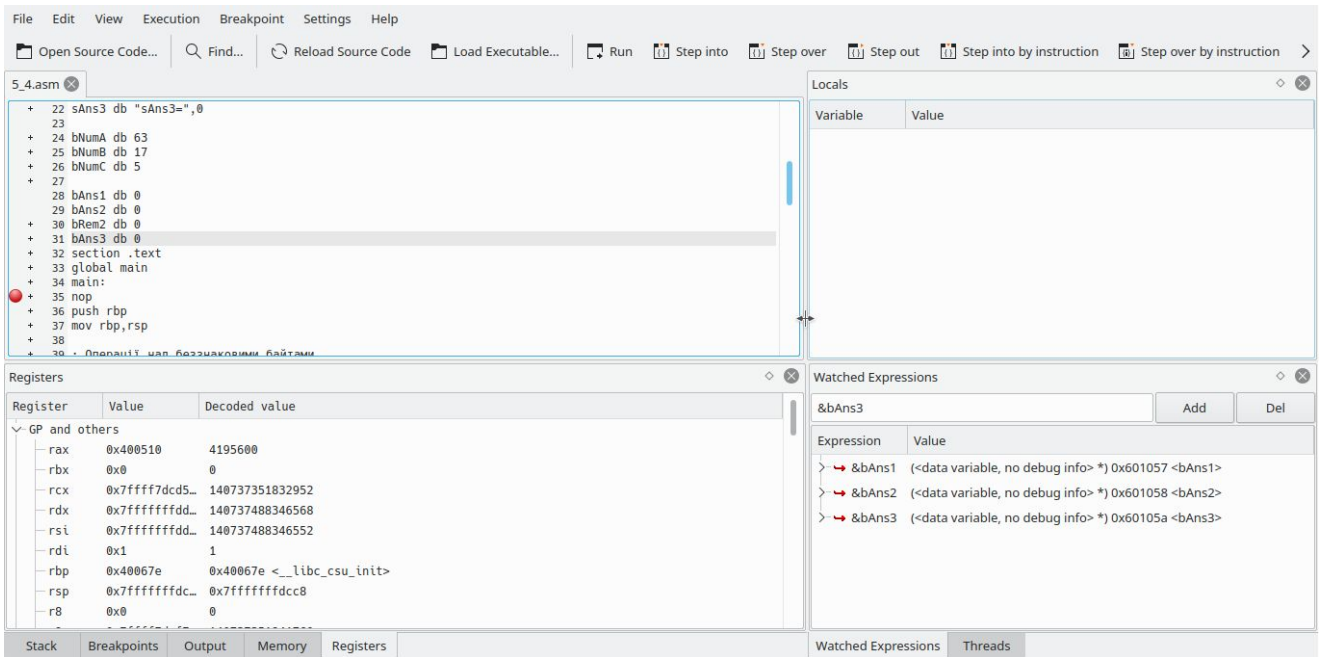 File Edit View Execution Breakpoint Settings Help
Open Source Code... Find... Reload Source Code Load Executable... Run Step into Step over Step out Step into by instruction Step over by instruction
5_4.asm
+ 22 sAns3 db "sAns3=",0
23
+ 24 bNumA db 63
+ 25 bNumB db 17
+ 26 bNumC db 5
+ 27
28 bAns1 db 0
29 bAns2 db 0
+ 30 bRem2 db 0
+ 31 bAns3 db 0
+ 32 section .text
+ 33 global main
+ 34 main:
+ 35 nop
+ 36 push rbp
+ 37 mov rbp,rsp
+ 38
+ 39 ; Операції над беззнаковими байтами
Locals
Variable Value
Registers
Register Value Decoded value
GP and others
rax 0x400510 4195600
rbx 0x0 0
rcx 0x7ffff7dcd5… 140737351832952
rdx 0x7fffffffdd… 140737488346568
rsi 0x7fffffffdd… 140737488346552
rdi 0x1 1
rbp 0x40067e 0x40067e <__libc_csu_init>
rsp 0x7fffffffdc… 0x7fffffffdcc8
r8 0x0 0
Stack Breakpoints Output Memory Registers
Watched Expressions
&bAns3 Add Del
Expression Value
&bAns1 (<data variable, no debug info> *) 0x601057 <bAns1>
&bAns2 (<data variable, no debug info> *) 0x601058 <bAns2>
&bAns3 (<data variable, no debug info> *) 0x60105a <bAns3>
Watched Expressions Threads